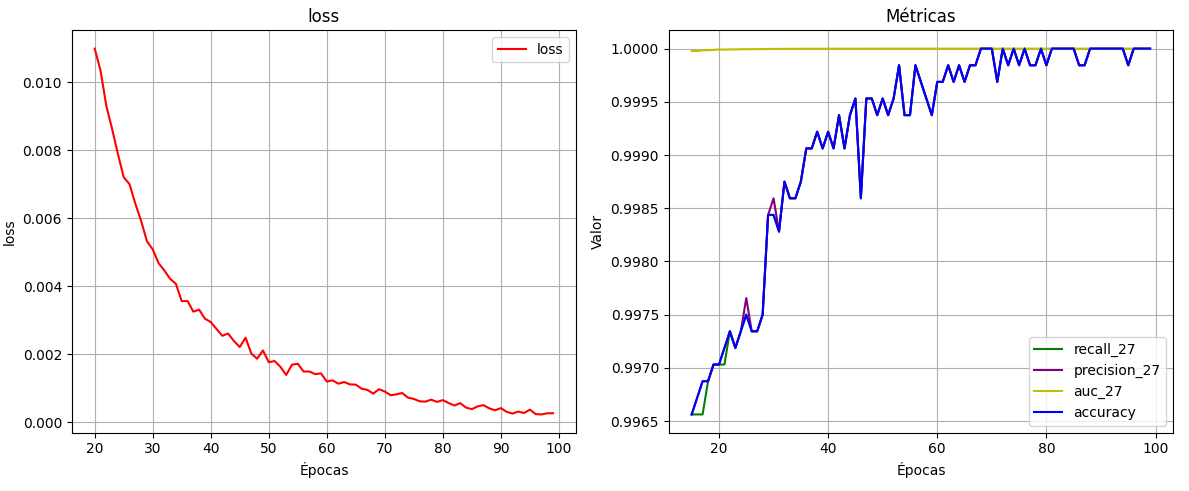 loss
loss
0.010
0.008
0.006
0.004
0.002
0.000
loss
20 30 40 50 60 70 80 90 100
Épocas
Métricas
1.0000
0.9995
0.9990
0.9985
0.9980
0.9975
0.9970
0.9965
Valor
recall_27
precision_27
auc_27
accuracy
20 40 60 80 100
Épocas